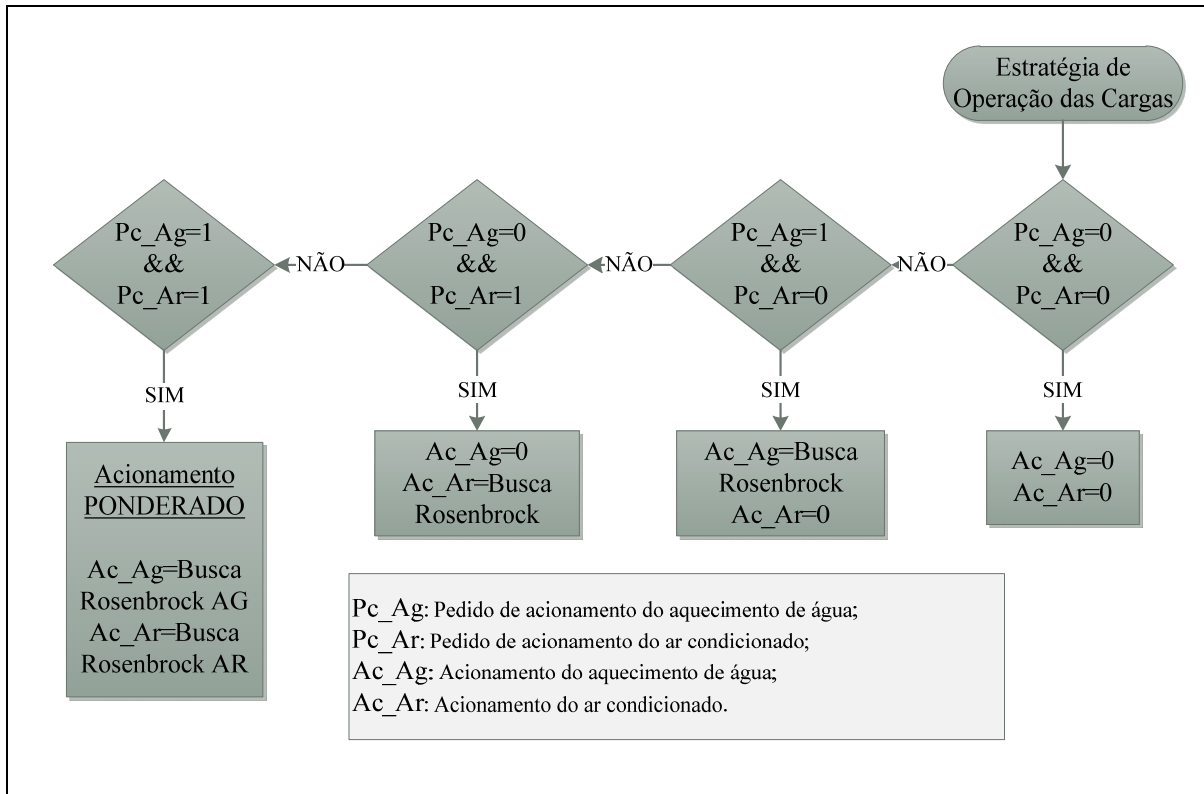 Estratégia de
Operação das Cargas
Pc_Ag=0
&&
Pc_Ar=0
NÃO
Pc_Ag=1
&&
Pc_Ar=0
NÃO
Pc_Ag=0
&&
Pc_Ar=1
NÃO
Pc_Ag=1
&&
Pc_Ar=1
SIM
SIM
SIM
SIM
Ac_Ag=0
Ac_Ar=0
Ac_Ag=Busca
Rosenbrock
Ac_Ar=0
Ac_Ag=0
Ac_Ar=Busca
Rosenbrock
Acionamento
PONDERADO
Ac_Ag=Busca
Rosenbrock AG
Ac_Ar=Busca
Rosenbrock AR
Pc_Ag: Pedido de acionamento do aquecimento de água;
Pc_Ar: Pedido de acionamento do ar condicionado;
Ac_Ag: Acionamento do aquecimento de água;
Ac_Ar: Acionamento do ar condicionado.